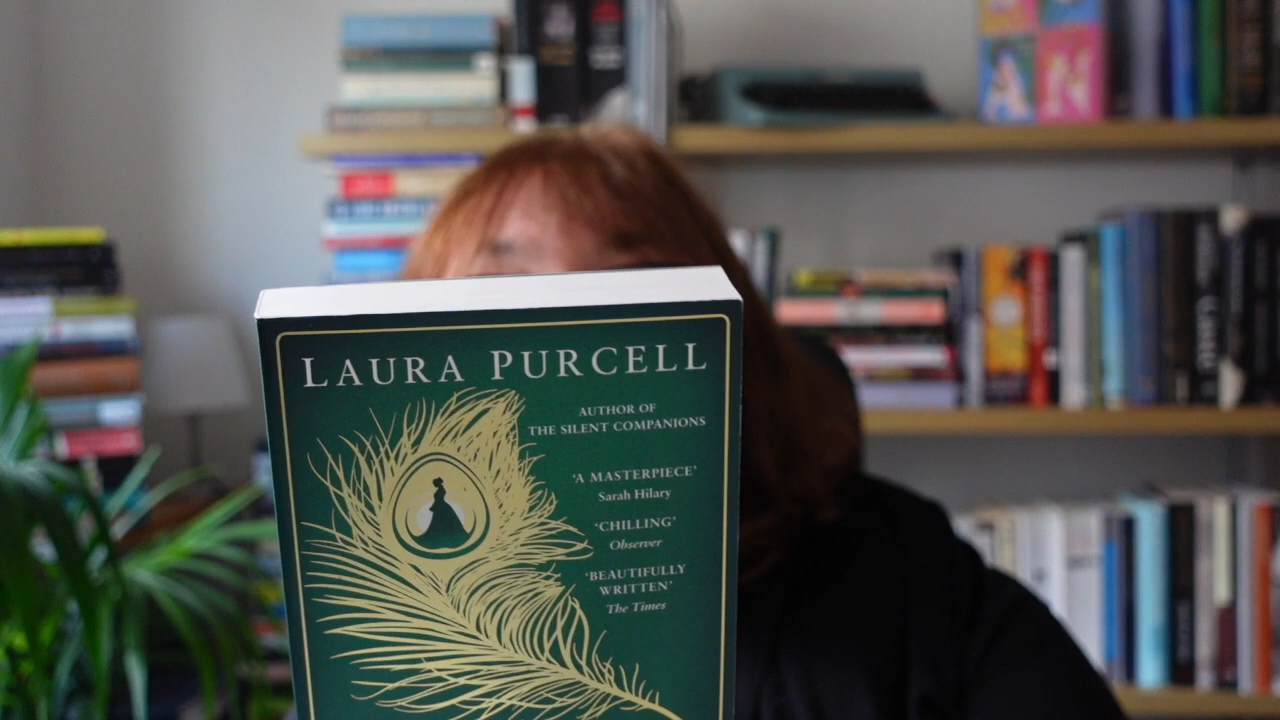 LAURA PURCELL
AUTHOR OF
THE SILENT COMPANIONS
‘A MASTERPIECE’
Sarah Hilary
‘CHILLING’
Observer
‘BEAUTIFULLY
WRITTEN’
The Times